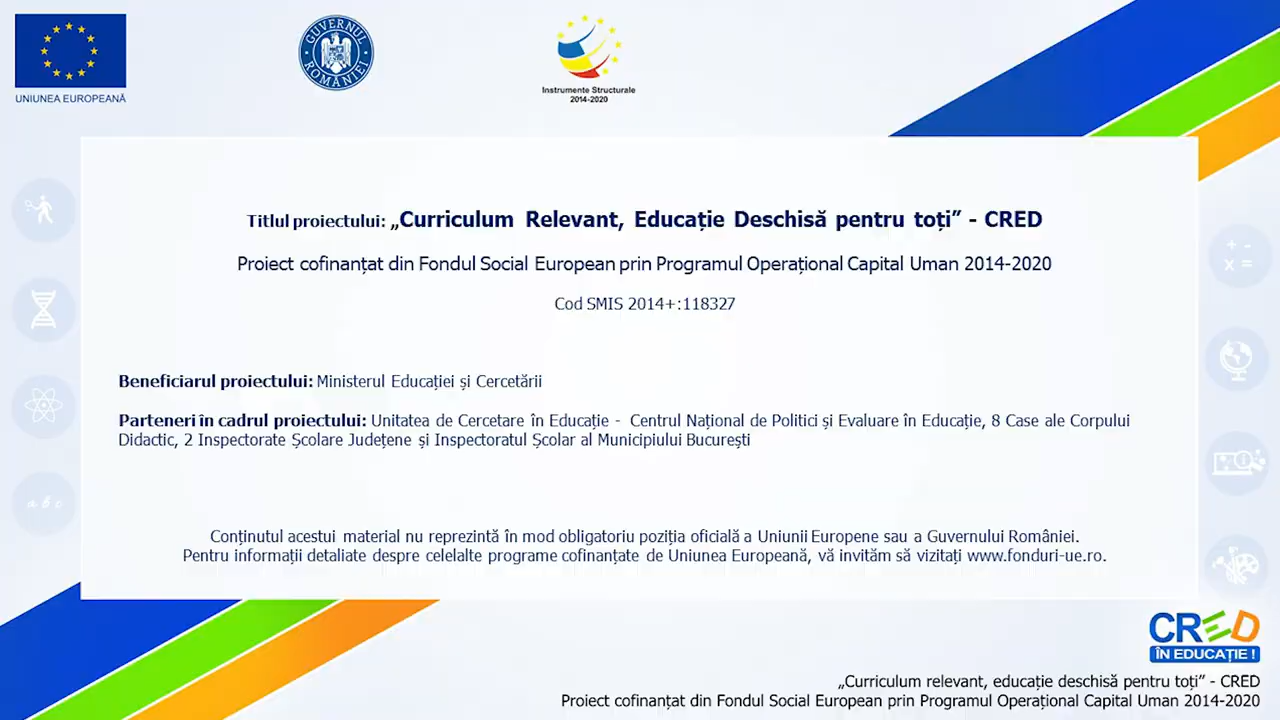 UNIUNEA EUROPEANĂ
GUVERNUL ROMÂNIEI
Instrumente Structurale
2014-2020
Titlul proiectului: „Curriculum Relevant, Educație Deschisă pentru toți” - CRED
Proiect cofinanțat din Fondul Social European prin Programul Operațional Capital Uman 2014-2020
Cod SMIS 2014+:118327
Beneficiarul proiectului: Ministerul Educației și Cercetării
Parteneri în cadrul proiectului: Unitatea de Cercetare în Educație - Centrul Național de Politici și Evaluare în Educație, 8 Case ale Corpului
Didactic, 2 Inspectorate Școlare Județene și Inspectoratul Școlar al Municipiului București
a b c
+ -
x =
Conținutul acestui material nu reprezintă în mod obligatoriu poziția oficială a Uniunii Europene sau a Guvernului României.
Pentru informații detaliate despre celelalte programe cofinanțate de Uniunea Europeană, vă invităm să vizitați www.fonduri-ue.ro.
CRED
ÎN EDUCAȚIE !
„Curriculum relevant, educație deschisă pentru toți” - CRED
Proiect cofinanțat din Fondul Social European prin Programul Operațional Capital Uman 2014-2020